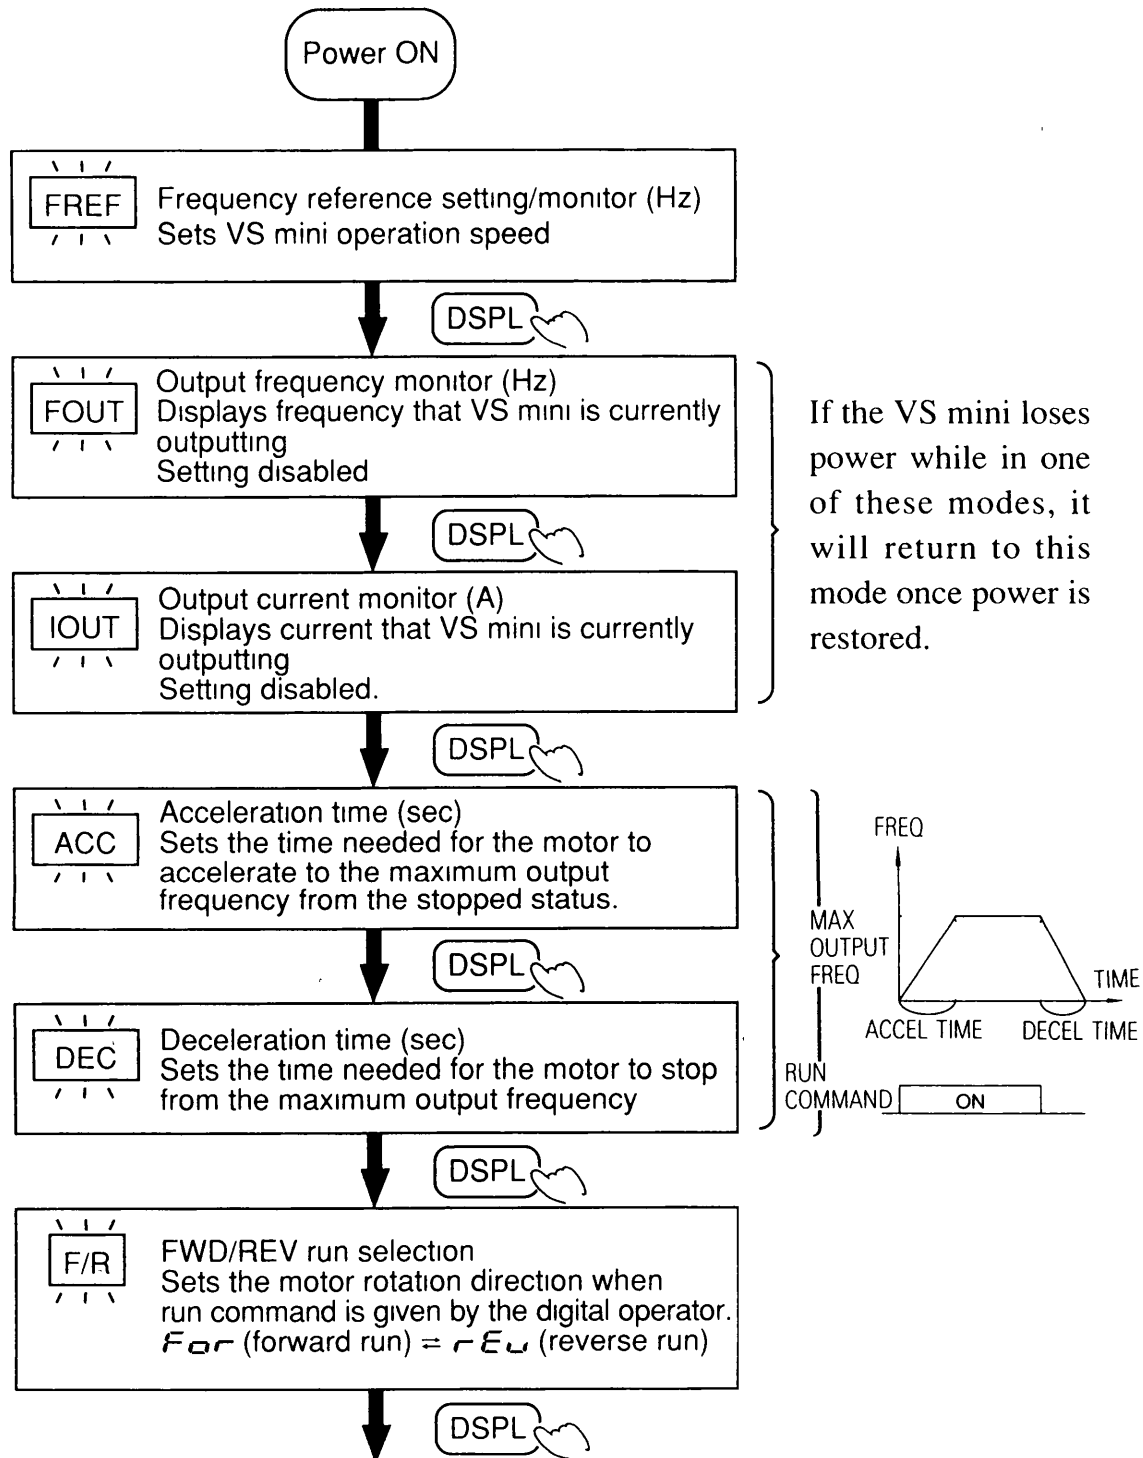 Power ON
FREF
Frequency reference setting/monitor (Hz)
Sets VS mini operation speed
DSPL
FOUT
Output frequency monitor (Hz)
Displays frequency that VS mini is currently
outputting
Setting disabled
DSPL
IOUT
Output current monitor (A)
Displays current that VS mini is currently
outputting
Setting disabled.
If the VS mini loses
power while in one
of these modes, it
will return to this
mode once power is
restored.
DSPL
ACC
Acceleration time (sec)
Sets the time needed for the motor to
accelerate to the maximum output
frequency from the stopped status.
DSPL
DEC
Deceleration time (sec)
Sets the time needed for the motor to stop
from the maximum output frequency
FREQ
MAX
OUTPUT
FREQ
TIME
ACCEL TIME
DECEL TIME
RUN
COMMAND
ON
DSPL
F/R
FWD/REV run selection
Sets the motor rotation direction when
run command is given by the digital operator.
For (forward run) ⇌ rEv (reverse run)
DSPL